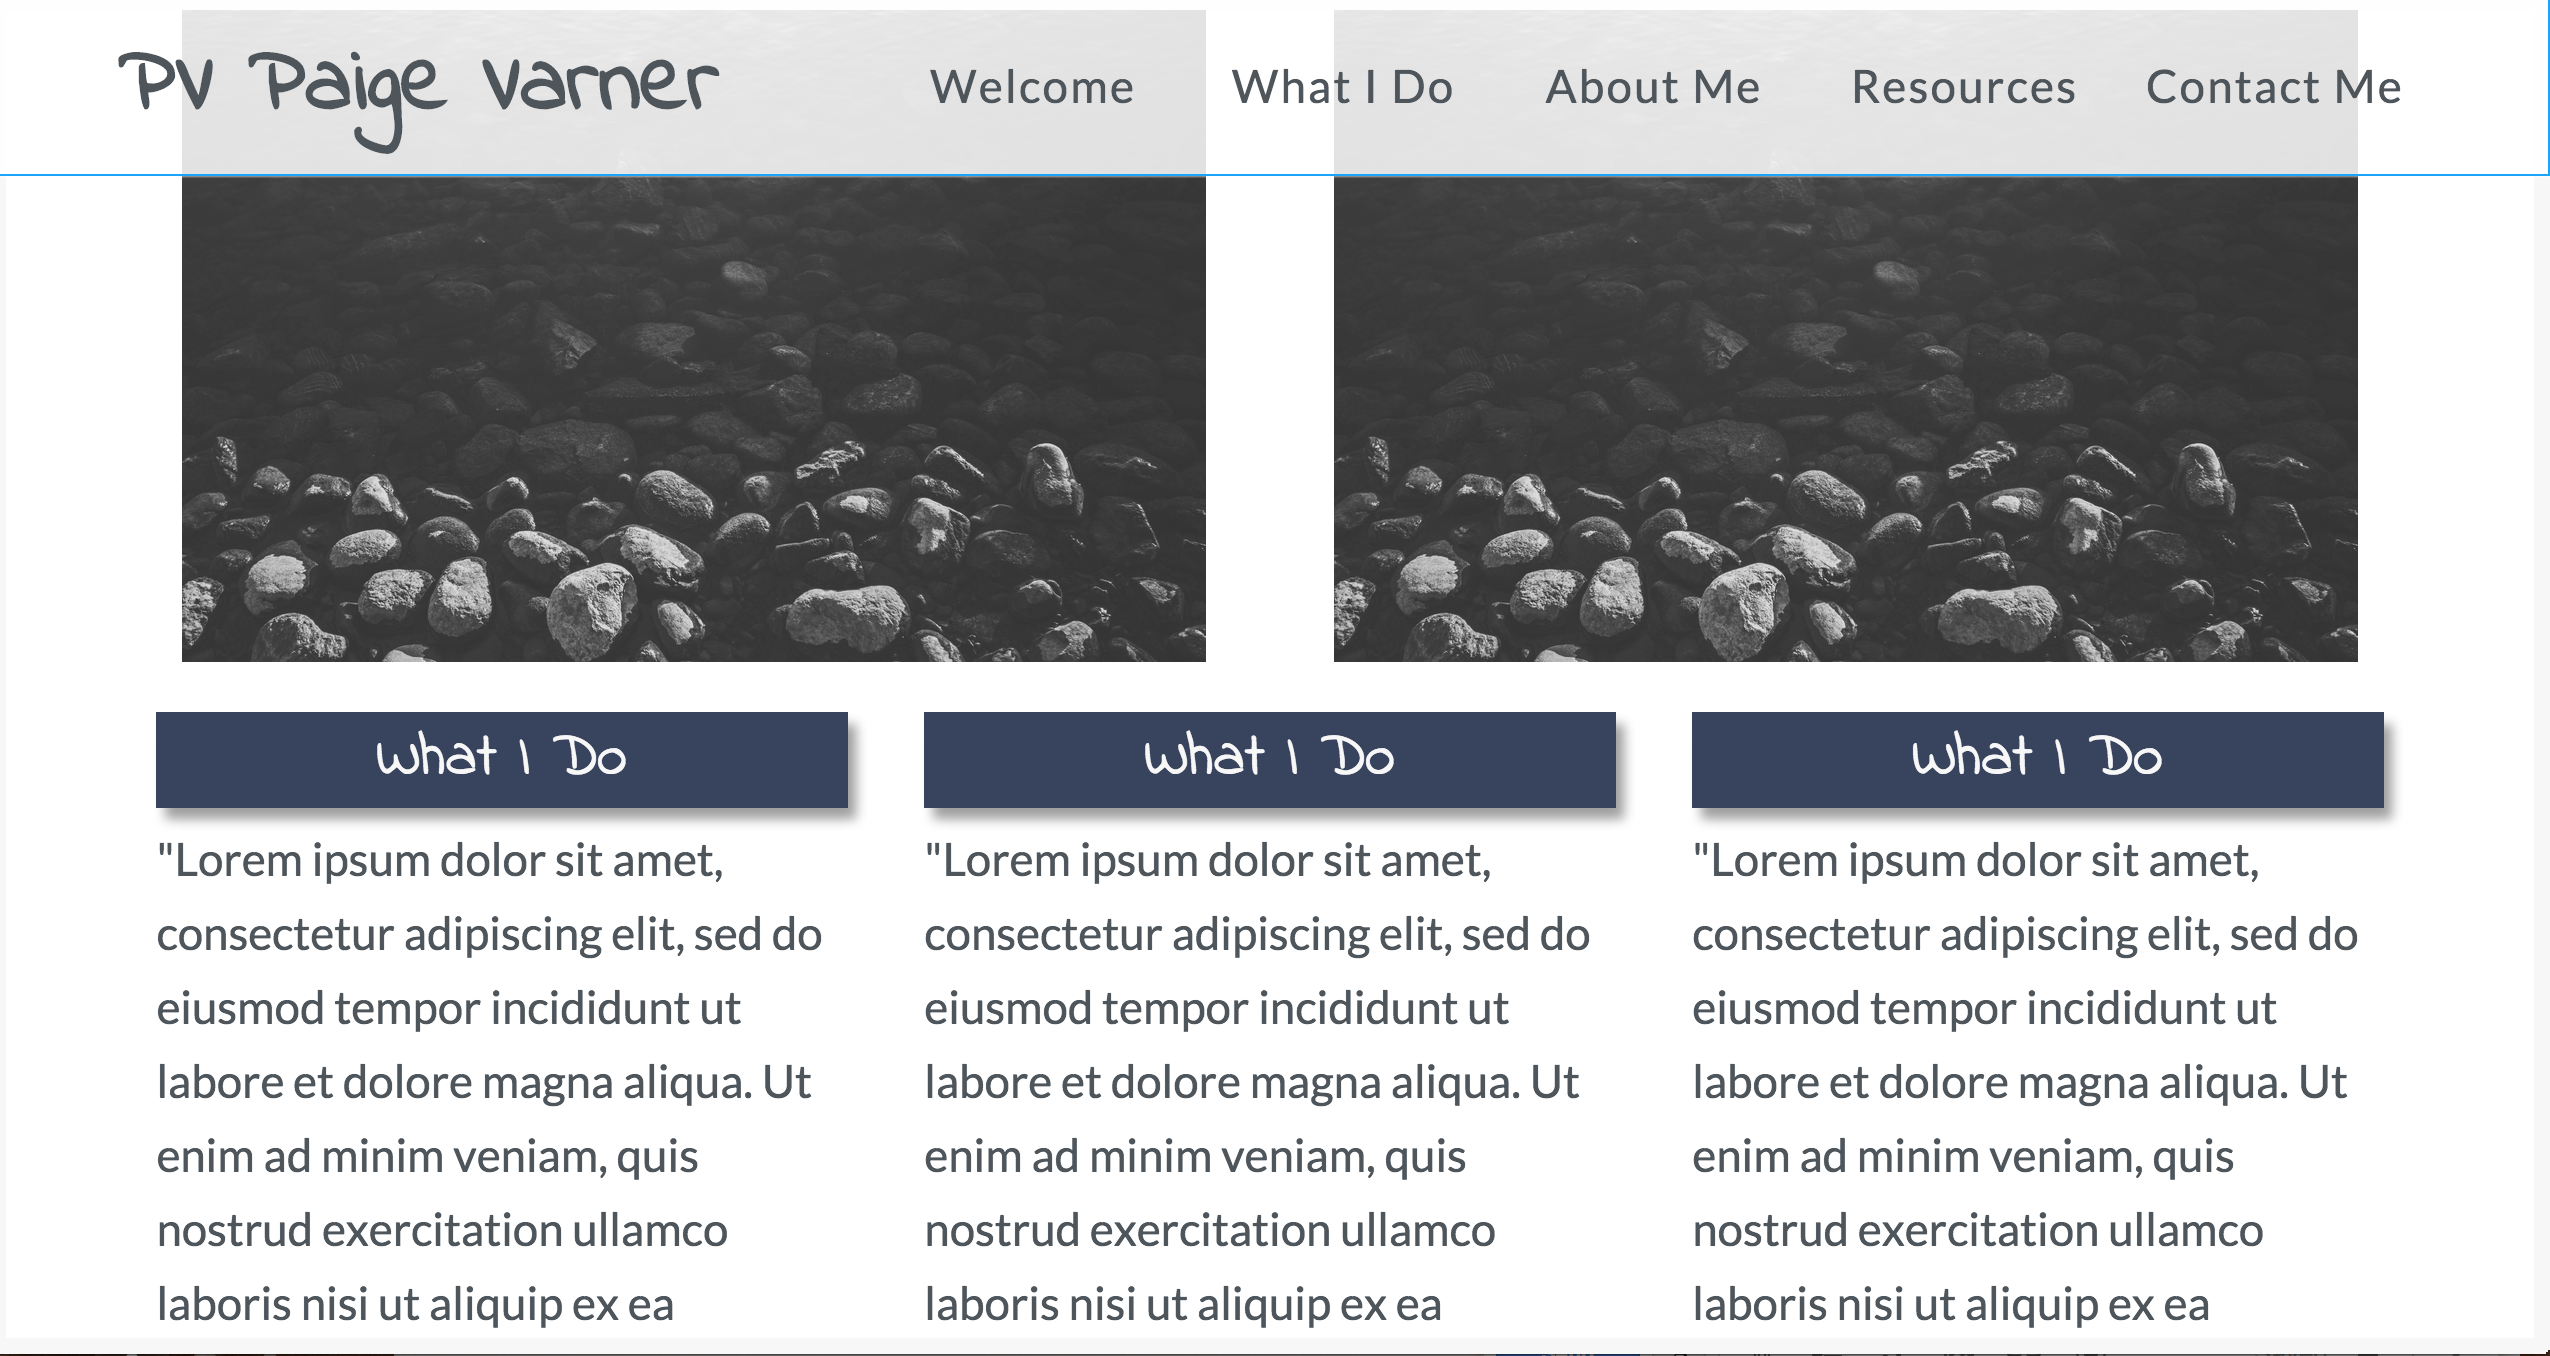 PV Paige Varner
Welcome What I Do About Me Resources Contact Me
What I Do
"Lorem ipsum dolor sit amet,
consectetur adipiscing elit, sed do
eiusmod tempor incididunt ut
labore et dolore magna aliqua. Ut
enim ad minim veniam, quis
nostrud exercitation ullamco
laboris nisi ut aliquip ex ea
What I Do
"Lorem ipsum dolor sit amet,
consectetur adipiscing elit, sed do
eiusmod tempor incididunt ut
labore et dolore magna aliqua. Ut
enim ad minim veniam, quis
nostrud exercitation ullamco
laboris nisi ut aliquip ex ea
What I Do
"Lorem ipsum dolor sit amet,
consectetur adipiscing elit, sed do
eiusmod tempor incididunt ut
labore et dolore magna aliqua. Ut
enim ad minim veniam, quis
nostrud exercitation ullamco
laboris nisi ut aliquip ex ea